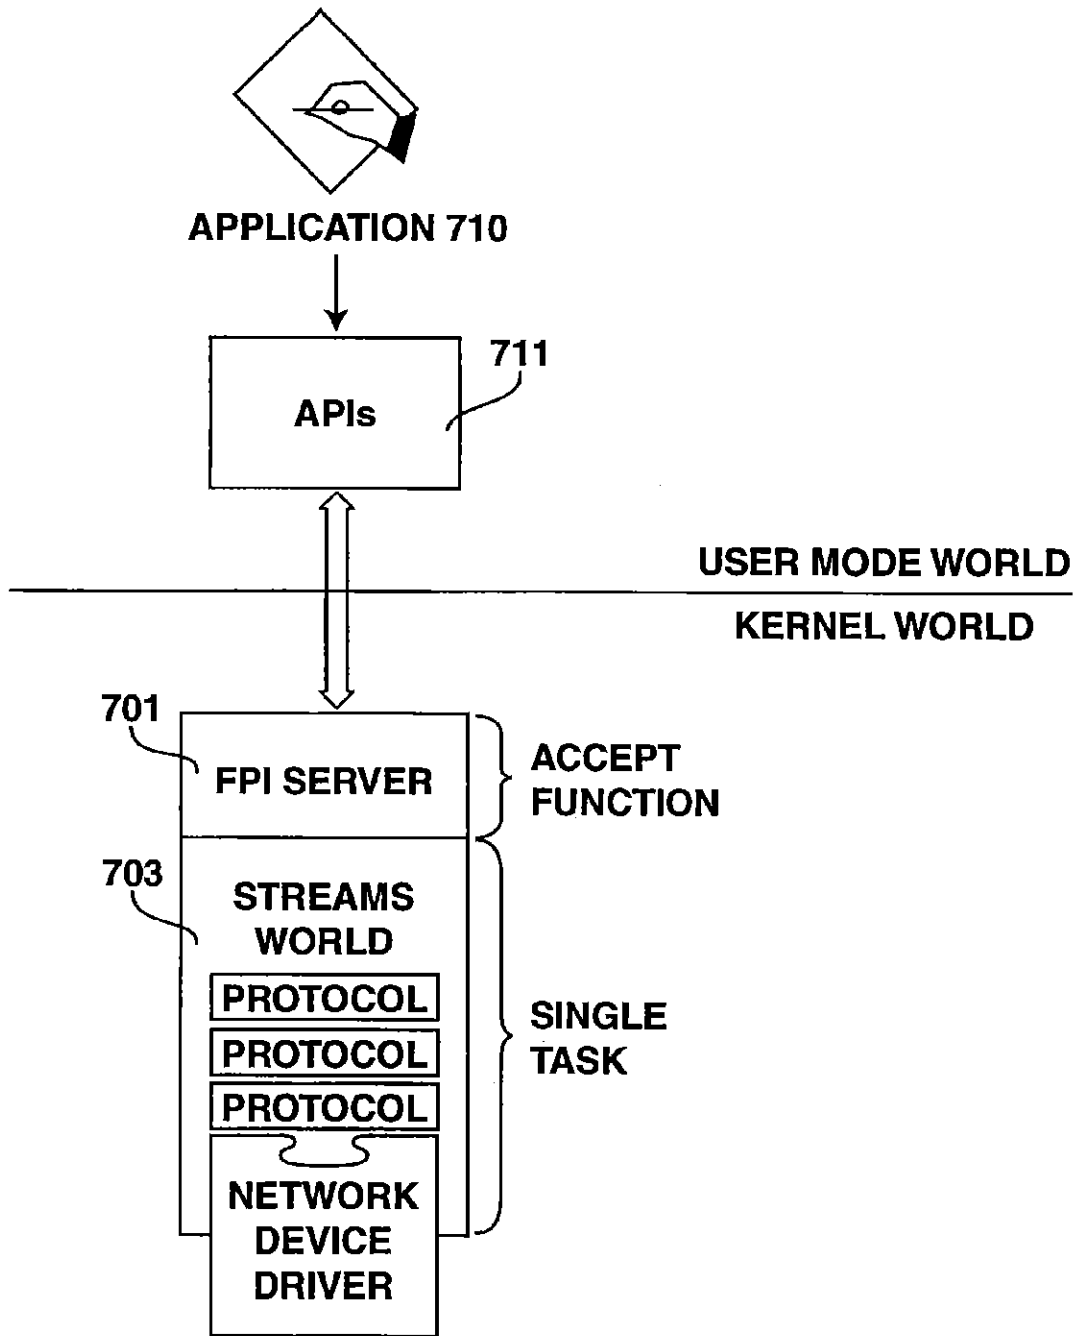 APPLICATION 710
711
APIs
USER MODE WORLD
KERNEL WORLD
701
FPI SERVER
ACCEPT
FUNCTION
703
STREAMS
WORLD
PROTOCOL
PROTOCOL
PROTOCOL
SINGLE
TASK
NETWORK
DEVICE
DRIVER